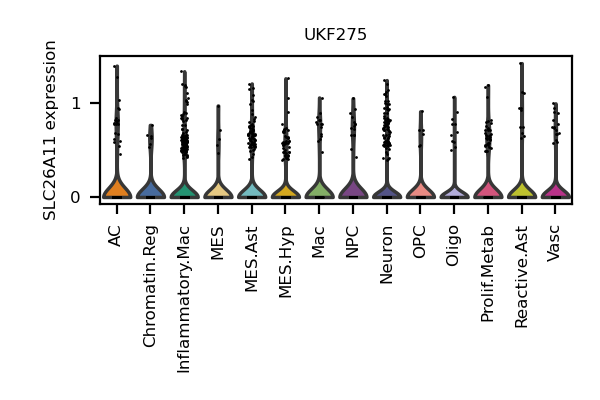 UKF275
SLC26A11 expression
1
0
AC
Chromatin.Reg
Inflammatory.Mac
MES
MES.Ast
MES.Hyp
Mac
NPC
Neuron
OPC
Oligo
Prolif.Metab
Reactive.Ast
Vasc